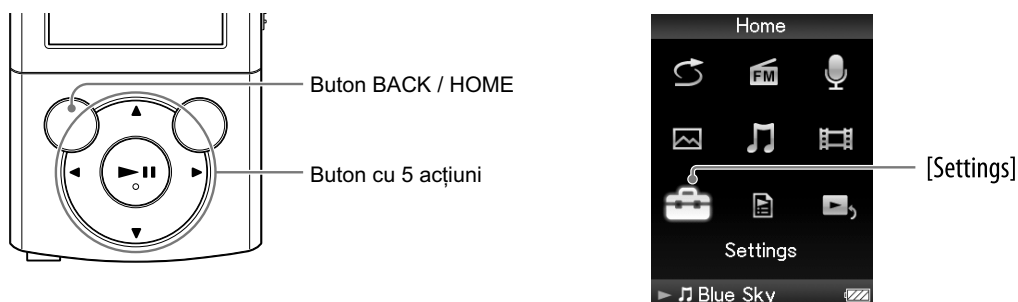 Buton BACK / HOME
Buton cu 5 acțiuni
Home
FM
[Settings]
Settings
Blue Sky